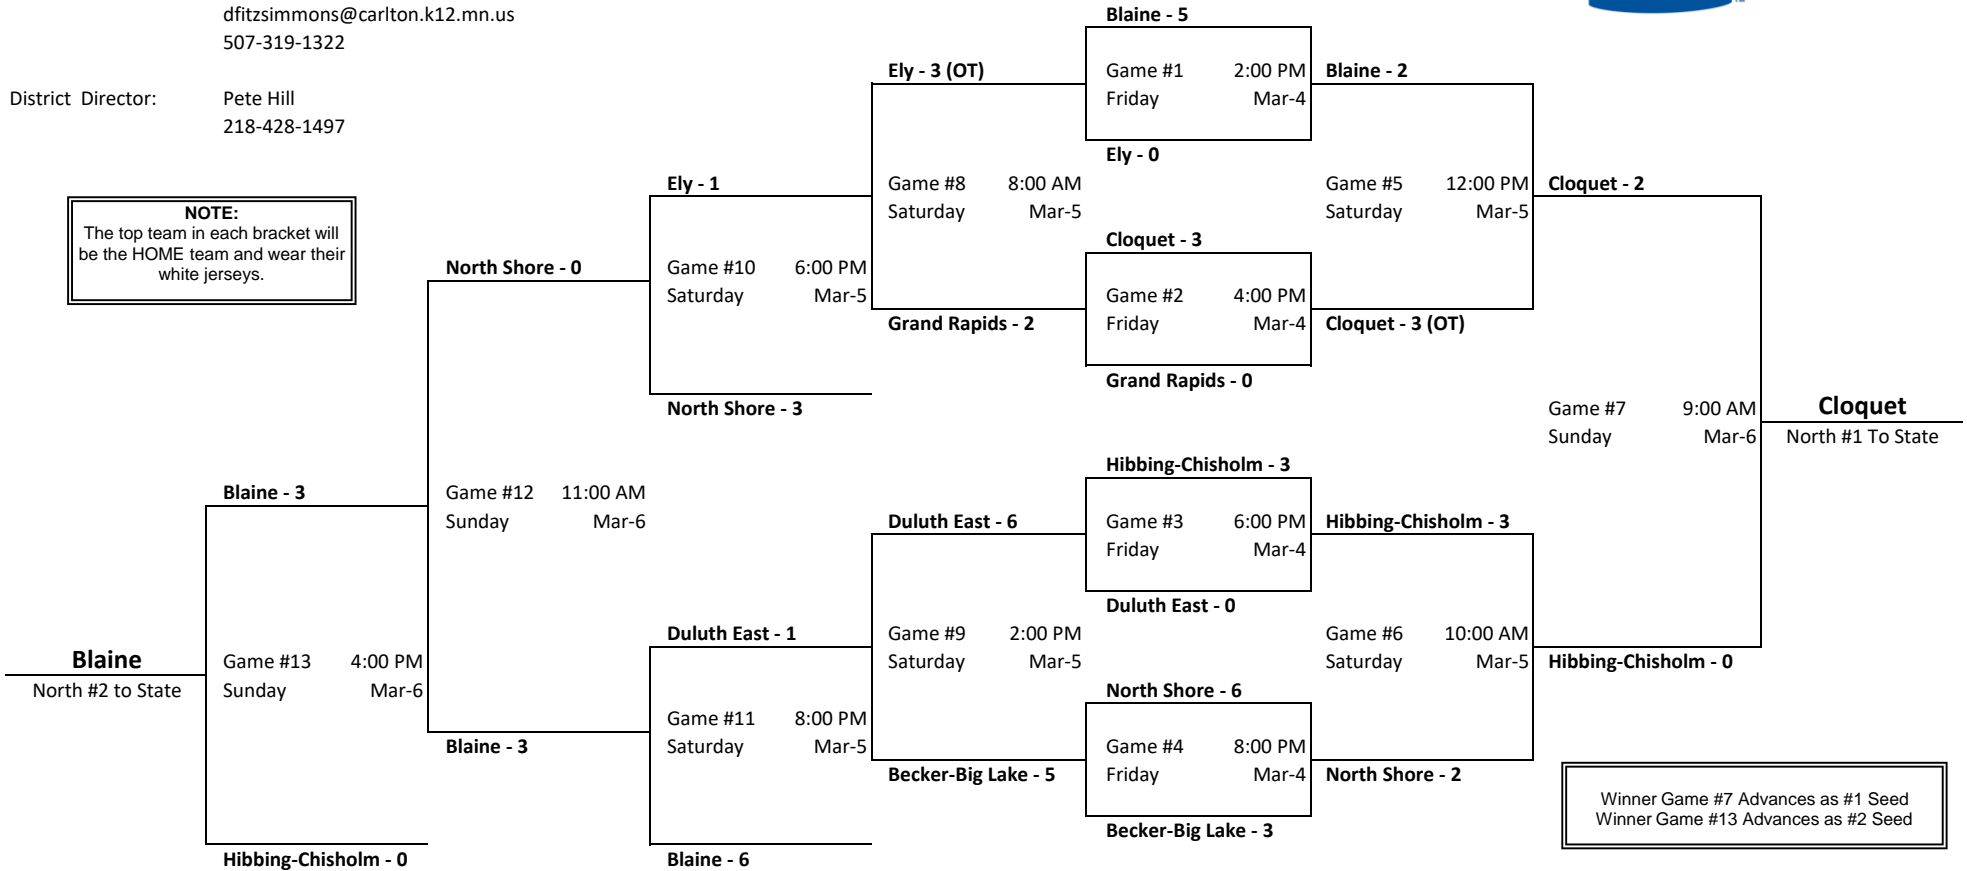 dfitzsimmons@carlton.k12.mn.us
507-319-1322
District Director: Pete Hill
218-428-1497
NOTE:
The top team in each bracket will
be the HOME team and wear their
white jerseys.
Blaine - 5
Game #1 2:00 PM
Friday Mar-4
Ely - 0
Cloquet - 3
Game #2 4:00 PM
Friday Mar-4
Grand Rapids - 0
Hibbing-Chisholm - 3
Game #3 6:00 PM
Friday Mar-4
Duluth East - 0
North Shore - 6
Game #4 8:00 PM
Friday Mar-4
Becker-Big Lake - 3
Blaine - 2
Game #5 12:00 PM
Saturday Mar-5
Cloquet - 3 (OT)
Hibbing-Chisholm - 3
Game #6 10:00 AM
Saturday Mar-5
North Shore - 2
Cloquet - 2
Game #7 9:00 AM
Sunday Mar-6
Hibbing-Chisholm - 0
Cloquet
North #1 To State
Ely - 3 (OT)
Game #8 8:00 AM
Saturday Mar-5
Grand Rapids - 2
Duluth East - 6
Game #9 2:00 PM
Saturday Mar-5
Becker-Big Lake - 5
Ely - 1
Game #10 6:00 PM
Saturday Mar-5
North Shore - 3
Duluth East - 1
Game #11 8:00 PM
Saturday Mar-5
Blaine - 6
North Shore - 0
Game #12 11:00 AM
Sunday Mar-6
Blaine - 3
Blaine - 3
Game #13 4:00 PM
Sunday Mar-6
Hibbing-Chisholm - 0
Blaine
North #2 to State
Winner Game #7 Advances as #1 Seed
Winner Game #13 Advances as #2 Seed